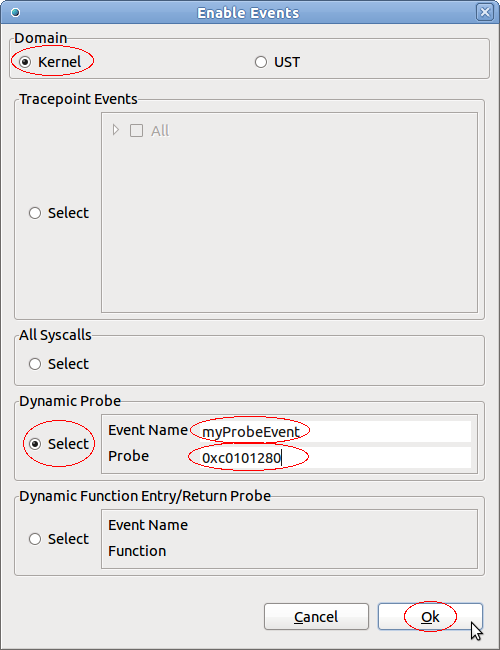 Enable Events
Domain
Kernel UST
Tracepoint Events
All
Select
All Syscalls
Select
Dynamic Probe
Event Name myProbeEvent
Select
Probe 0xc0101280
Dynamic Function Entry/Return Probe
Event Name
Select
Function
Cancel Ok